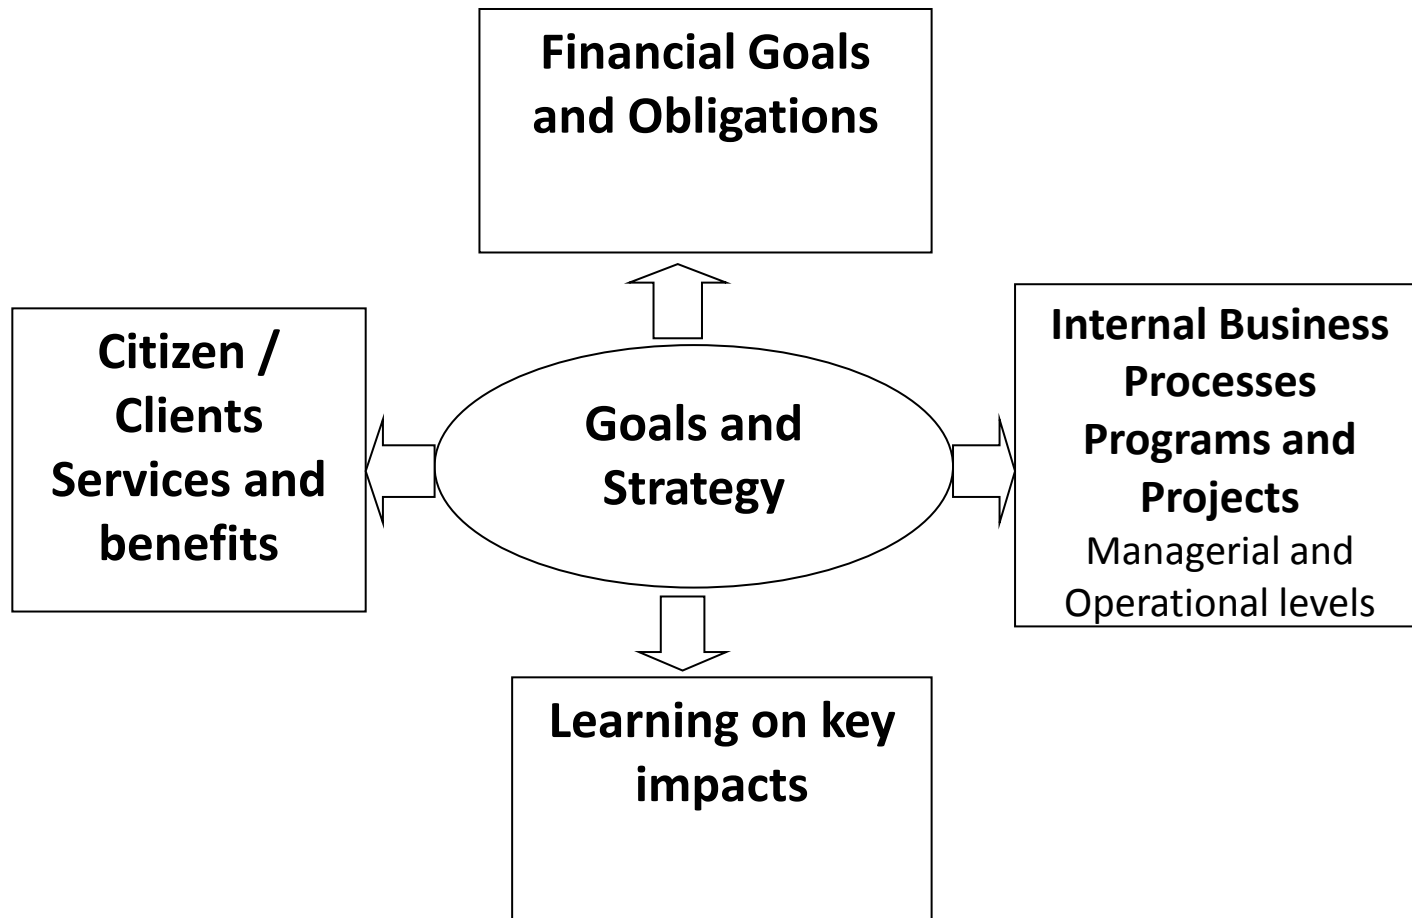 Financial Goals
and Obligations
Citizen /
Clients
Services and
benefits
Goals and
Strategy
Internal Business
Processes
Programs and
Projects
Managerial and
Operational levels
Learning on key
impacts